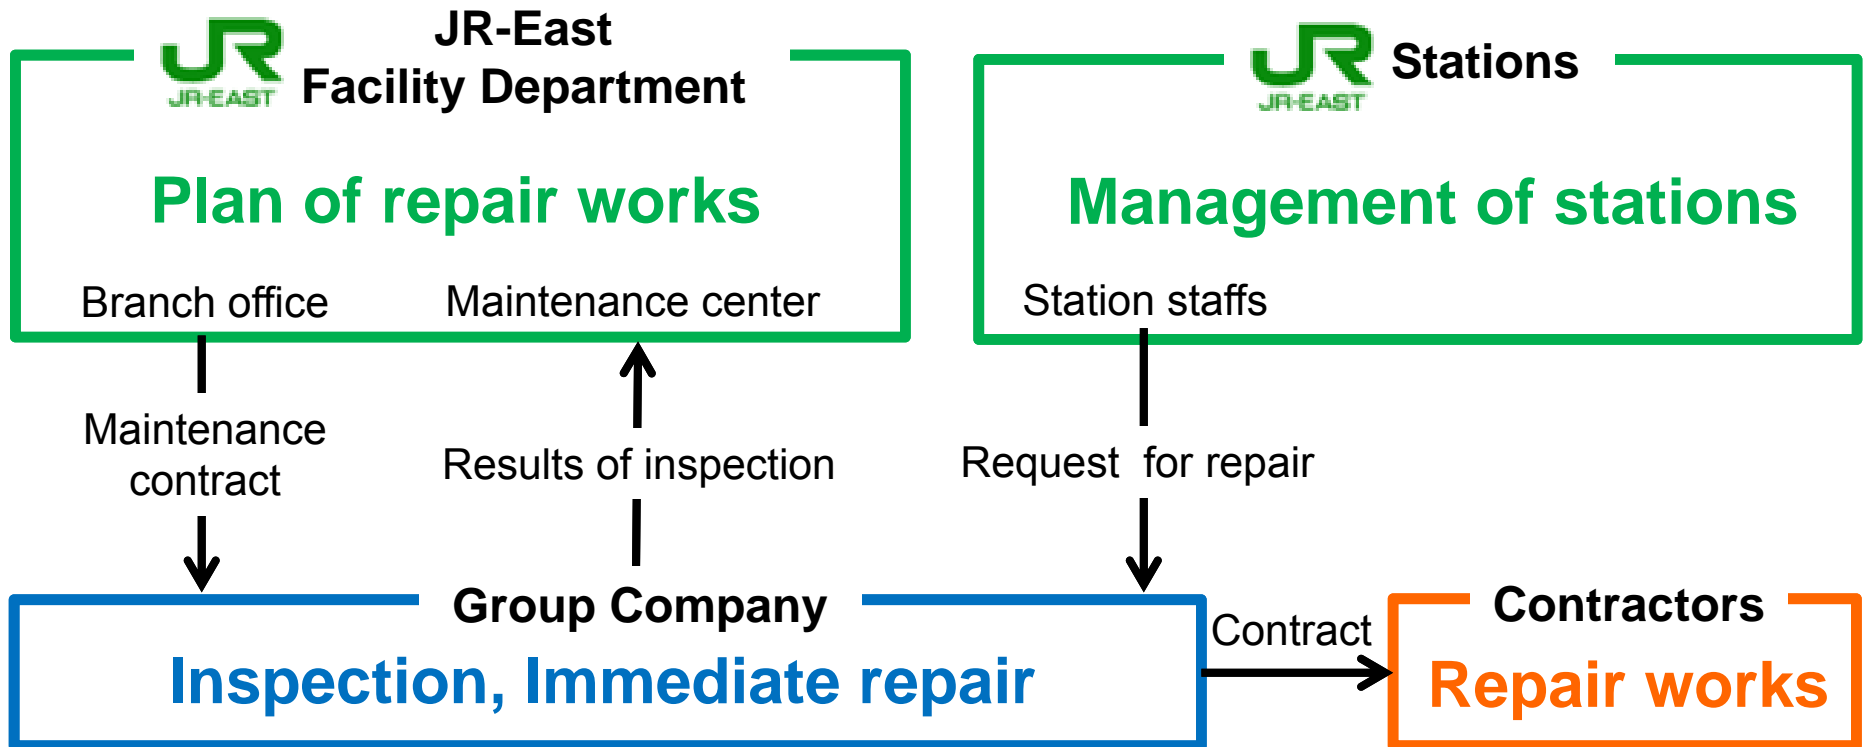 JR
JR-EAST
JR-East
Facility Department
Plan of repair works
Branch office
Maintenance center
JR
JR-EAST
Stations
Management of stations
Station staffs
Maintenance
contract
Results of inspection
Request  for repair
Group Company
Inspection, Immediate repair
Contract
Contractors
Repair works